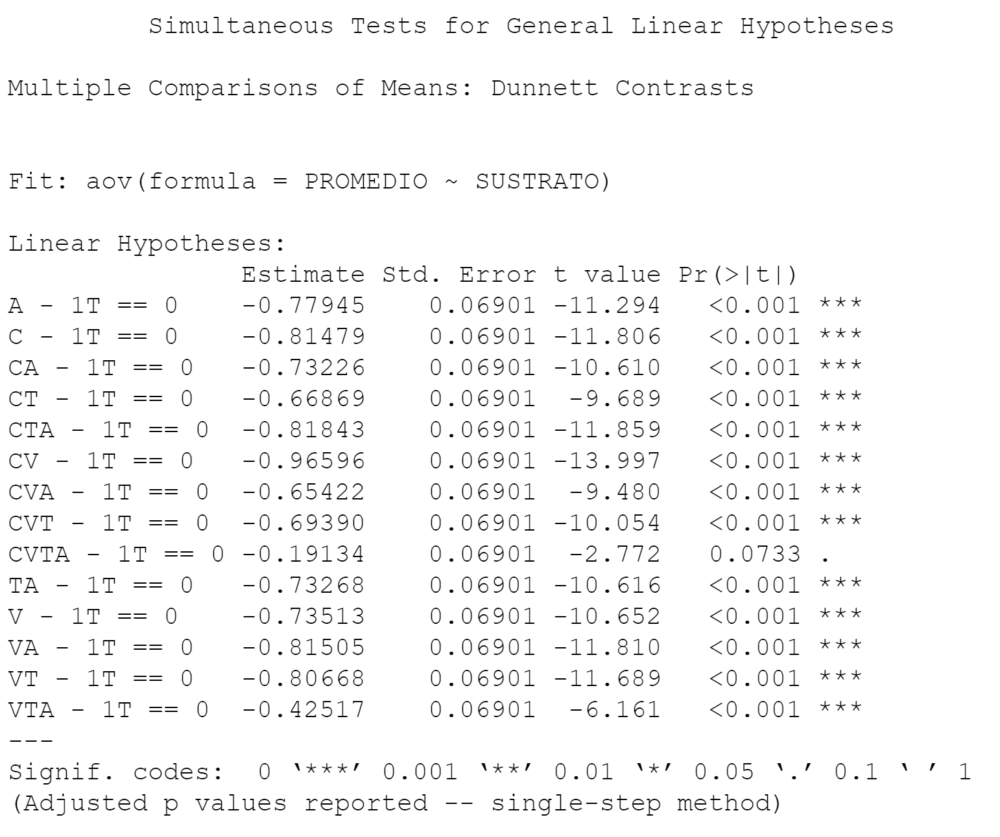 Simultaneous Tests for General Linear Hypotheses
Multiple Comparisons of Means: Dunnett Contrasts
Fit: aov(formula = PROMEDIO ~ SUSTRATO)
Linear Hypotheses:
Estimate Std. Error t value Pr(>|t|)
A - 1T == 0 -0.77945 0.06901 -11.294 <0.001 ***
C - 1T == 0 -0.81479 0.06901 -11.806 <0.001 ***
CA - 1T == 0 -0.73226 0.06901 -10.610 <0.001 ***
CT - 1T == 0 -0.66869 0.06901 -9.689 <0.001 ***
CTA - 1T == 0 -0.81843 0.06901 -11.859 <0.001 ***
CV - 1T == 0 -0.96596 0.06901 -13.997 <0.001 ***
CVA - 1T == 0 -0.65422 0.06901 -9.480 <0.001 ***
CVT - 1T == 0 -0.69390 0.06901 -10.054 <0.001 ***
CVTA - 1T == 0 -0.19134 0.06901 -2.772 0.0733 .
TA - 1T == 0 -0.73268 0.06901 -10.616 <0.001 ***
V - 1T == 0 -0.73513 0.06901 -10.652 <0.001 ***
VA - 1T == 0 -0.81505 0.06901 -11.810 <0.001 ***
VT - 1T == 0 -0.80668 0.06901 -11.689 <0.001 ***
VTA - 1T == 0 -0.42517 0.06901 -6.161 <0.001 ***
---
Signif. codes: 0 ‘***’ 0.001 ‘**’ 0.01 ‘*’ 0.05 ‘.’ 0.1 ‘ ’ 1
(Adjusted p values reported -- single-step method)